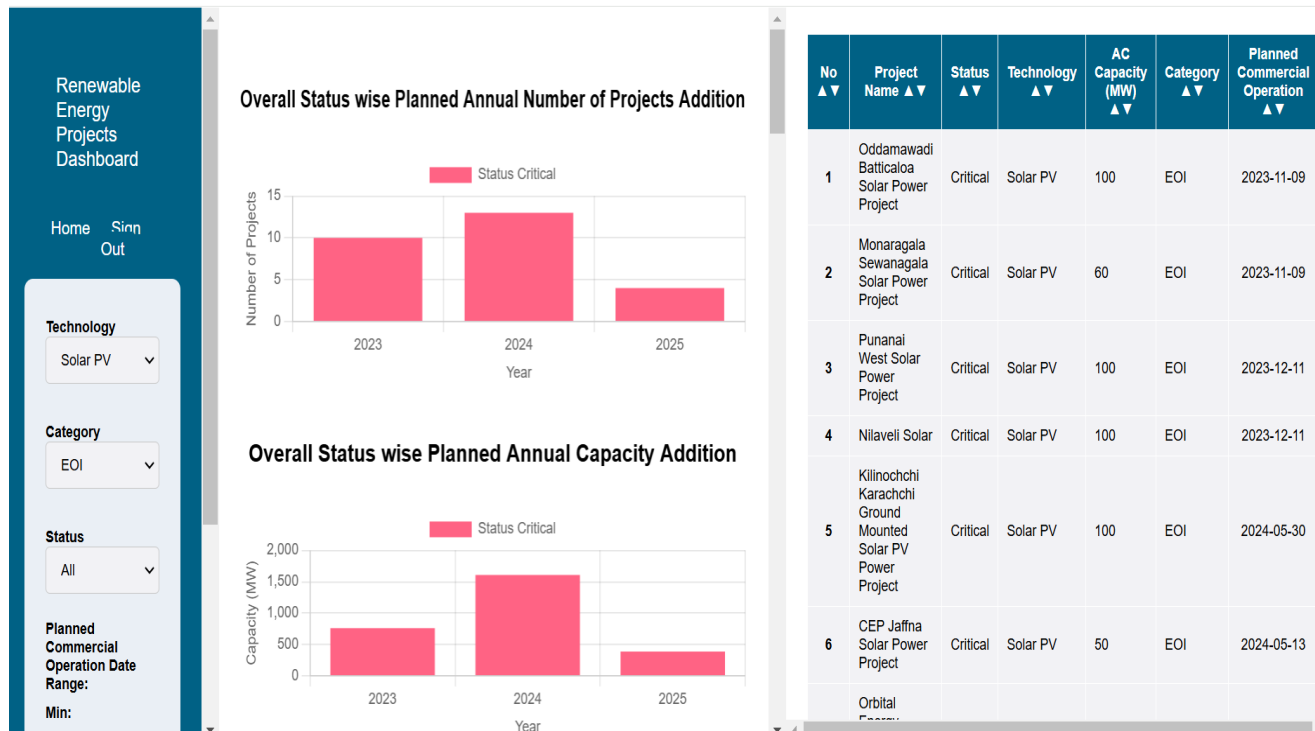 Renewable
Energy
Projects
Dashboard
Home Sign
Out
Technology
Solar PV
Category
EOI
Status
All
Planned
Commercial
Operation Date
Range:
Min:
Overall Status wise Planned Annual Number of Projects Addition
Status Critical
Number of Projects
15
10
5
0
2023 2024 2025
Year
Overall Status wise Planned Annual Capacity Addition
Status Critical
Capacity (MW)
2,000
1,500
1,000
500
0
2023 2024 2025
Year
No ▲▼
Project
Name ▲▼
Status
▲▼
Technology
▲▼
AC
Capacity
(MW)
▲▼
Category
▲▼
Planned
Commercial
Operation
▲▼
1
Oddamawadi
Batticaloa
Solar Power
Project
Critical Solar PV 100 EOI 2023-11-09
2
Monaragala
Sewanagala
Solar Power
Project
Critical Solar PV 60 EOI 2023-11-09
3
Punanai
West Solar
Power
Project
Critical Solar PV 100 EOI 2023-12-11
4 Nilaveli Solar Critical Solar PV 100 EOI 2023-12-11
5
Kilinochchi
Karachchi
Ground
Mounted
Solar PV
Power
Project
Critical Solar PV 100 EOI 2024-05-30
6
CEP Jaffna
Solar Power
Project
Critical Solar PV 50 EOI 2024-05-13
Orbital